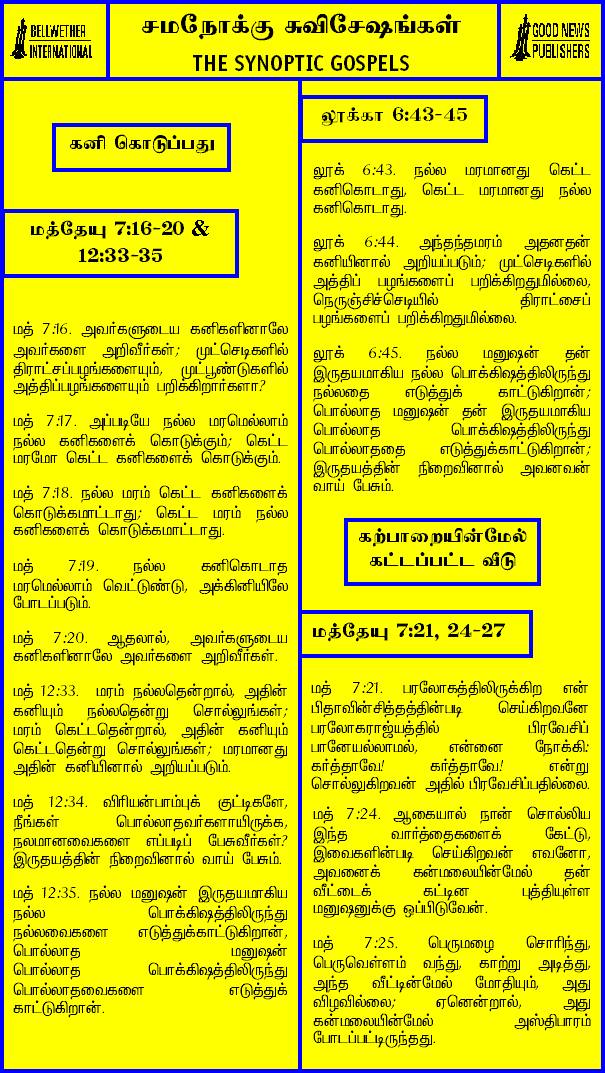 BELLWETHER
INTERNATIONAL
சமநோக்கு சுவிசேஷங்கள்
THE SYNOPTIC GOSPELS
GOOD NEWS
PUBLISHERS
கனி கொடுப்பது
மத்தேயு 7:16-20 &
12:33-35
மத் 7:16. அவர்களுடைய கனிகளினாலே
அவர்களை அறிவீர்கள்; முட்செடிகளில்
திராட்சப்பழங்களையும், முட்பூண்டுகளில்
அத்திப்பழங்களையும் பறிக்கிறார்களா?
மத் 7:17. அப்படியே நல்ல மரமெல்லாம்
நல்ல கனிகளைக் கொடுக்கும்; கெட்ட
மரமோ கெட்ட கனிகளைக் கொடுக்கும்.
மத் 7:18. நல்ல மரம் கெட்ட கனிகளைக்
கொடுக்கமாட்டாது; கெட்ட மரம் நல்ல
கனிகளைக் கொடுக்கமாட்டாது.
மத் 7:19. நல்ல கனிகொடாத
மரமெல்லாம் வெட்டுண்டு, அக்கினியிலே
போடப்படும்.
மத் 7:20. ஆதலால், அவர்களுடைய
கனிகளினாலே அவர்களை அறிவீர்கள்.
மத் 12:33. மரம் நல்லதென்றால், அதின்
கனியும் நல்லதென்று சொல்லுங்கள்;
மரம் கெட்டதென்றால், அதின் கனியும்
கெட்டதென்று சொல்லுங்கள்; மரமானது
அதின் கனியினால் அறியப்படும்.
மத் 12:34. விரியன்பாம்புக் குட்டிகளே,
நீங்கள் பொல்லாதவர்களாயிருக்க,
நலமானவைகளை எப்படிப் பேசுவீர்கள்?
இருதயத்தின் நிறைவினால் வாய் பேசும்.
மத் 12:35. நல்ல மனுஷன் இருதயமாகிய
நல்ல பொக்கிஷத்திலிருந்து
நல்லவைகளை எடுத்துக்காட்டுகிறான்,
பொல்லாத மனுஷன்
பொல்லாத பொக்கிஷத்திலிருந்து
பொல்லாதவைகளை எடுத்துக்
காட்டுகிறான்.
லூக்கா 6:43-45
லூக் 6:43. நல்ல மரமானது கெட்ட
கனிகொடாது, கெட்ட மரமானது நல்ல
கனிகொடாது.
லூக் 6:44. அந்தந்தமரம் அதனதன்
கனியினால் அறியப்படும்; முட்செடிகளில்
அத்திப் பழங்களைப் பறிக்கிறதுமில்லை,
நெருஞ்சிச்செடியில் திராட்சைப்
பழங்களைப் பறிக்கிறதுமில்லை.
லூக் 6:45. நல்ல மனுஷன் தன்
இருதயமாகிய நல்ல பொக்கிஷத்திலிருந்து
நல்லதை எடுத்துக் காட்டுகிறான்;
பொல்லாத மனுஷன் தன் இருதயமாகிய
பொல்லாத பொக்கிஷத்திலிருந்து
பொல்லாததை எடுத்துக்காட்டுகிறான்;
இருதயத்தின் நிறைவினால் அவனவன்
வாய் பேசும்.
கற்பாறையின்மேல்
கட்டப்பட்ட வீடு
மத்தேயு 7:21, 24-27
மத் 7:21. பரலோகத்திலிருக்கிற என்
பிதாவின்சித்தத்தின்படி செய்கிறவனே
பரலோகராஜ்யத்தில் பிரவேசிப்
பானேயல்லாமல், என்னை நோக்கி:
கர்த்தாவே! கர்த்தாவே! என்று
சொல்லுகிறவன் அதில் பிரவேசிப்பதில்லை.
மத் 7:24. ஆகையால் நான் சொல்லிய
இந்த வார்த்தைகளைக் கேட்டு,
இவைகளின்படி செய்கிறவன் எவனோ,
அவனைக் கன்மலையின்மேல் தன்
வீட்டைக் கட்டின புத்தியுள்ள
மனுஷனுக்கு ஒப்பிடுவேன்.
மத் 7:25. பெருமழை சொரிந்து,
பெருவெள்ளம் வந்து, காற்று அடித்து,
அந்த வீட்டின்மேல் மோதியும், அது
விழவில்லை; ஏனென்றால், அது
கன்மலையின்மேல் அஸ்திபாரம்
போடப்பட்டிருந்தது.